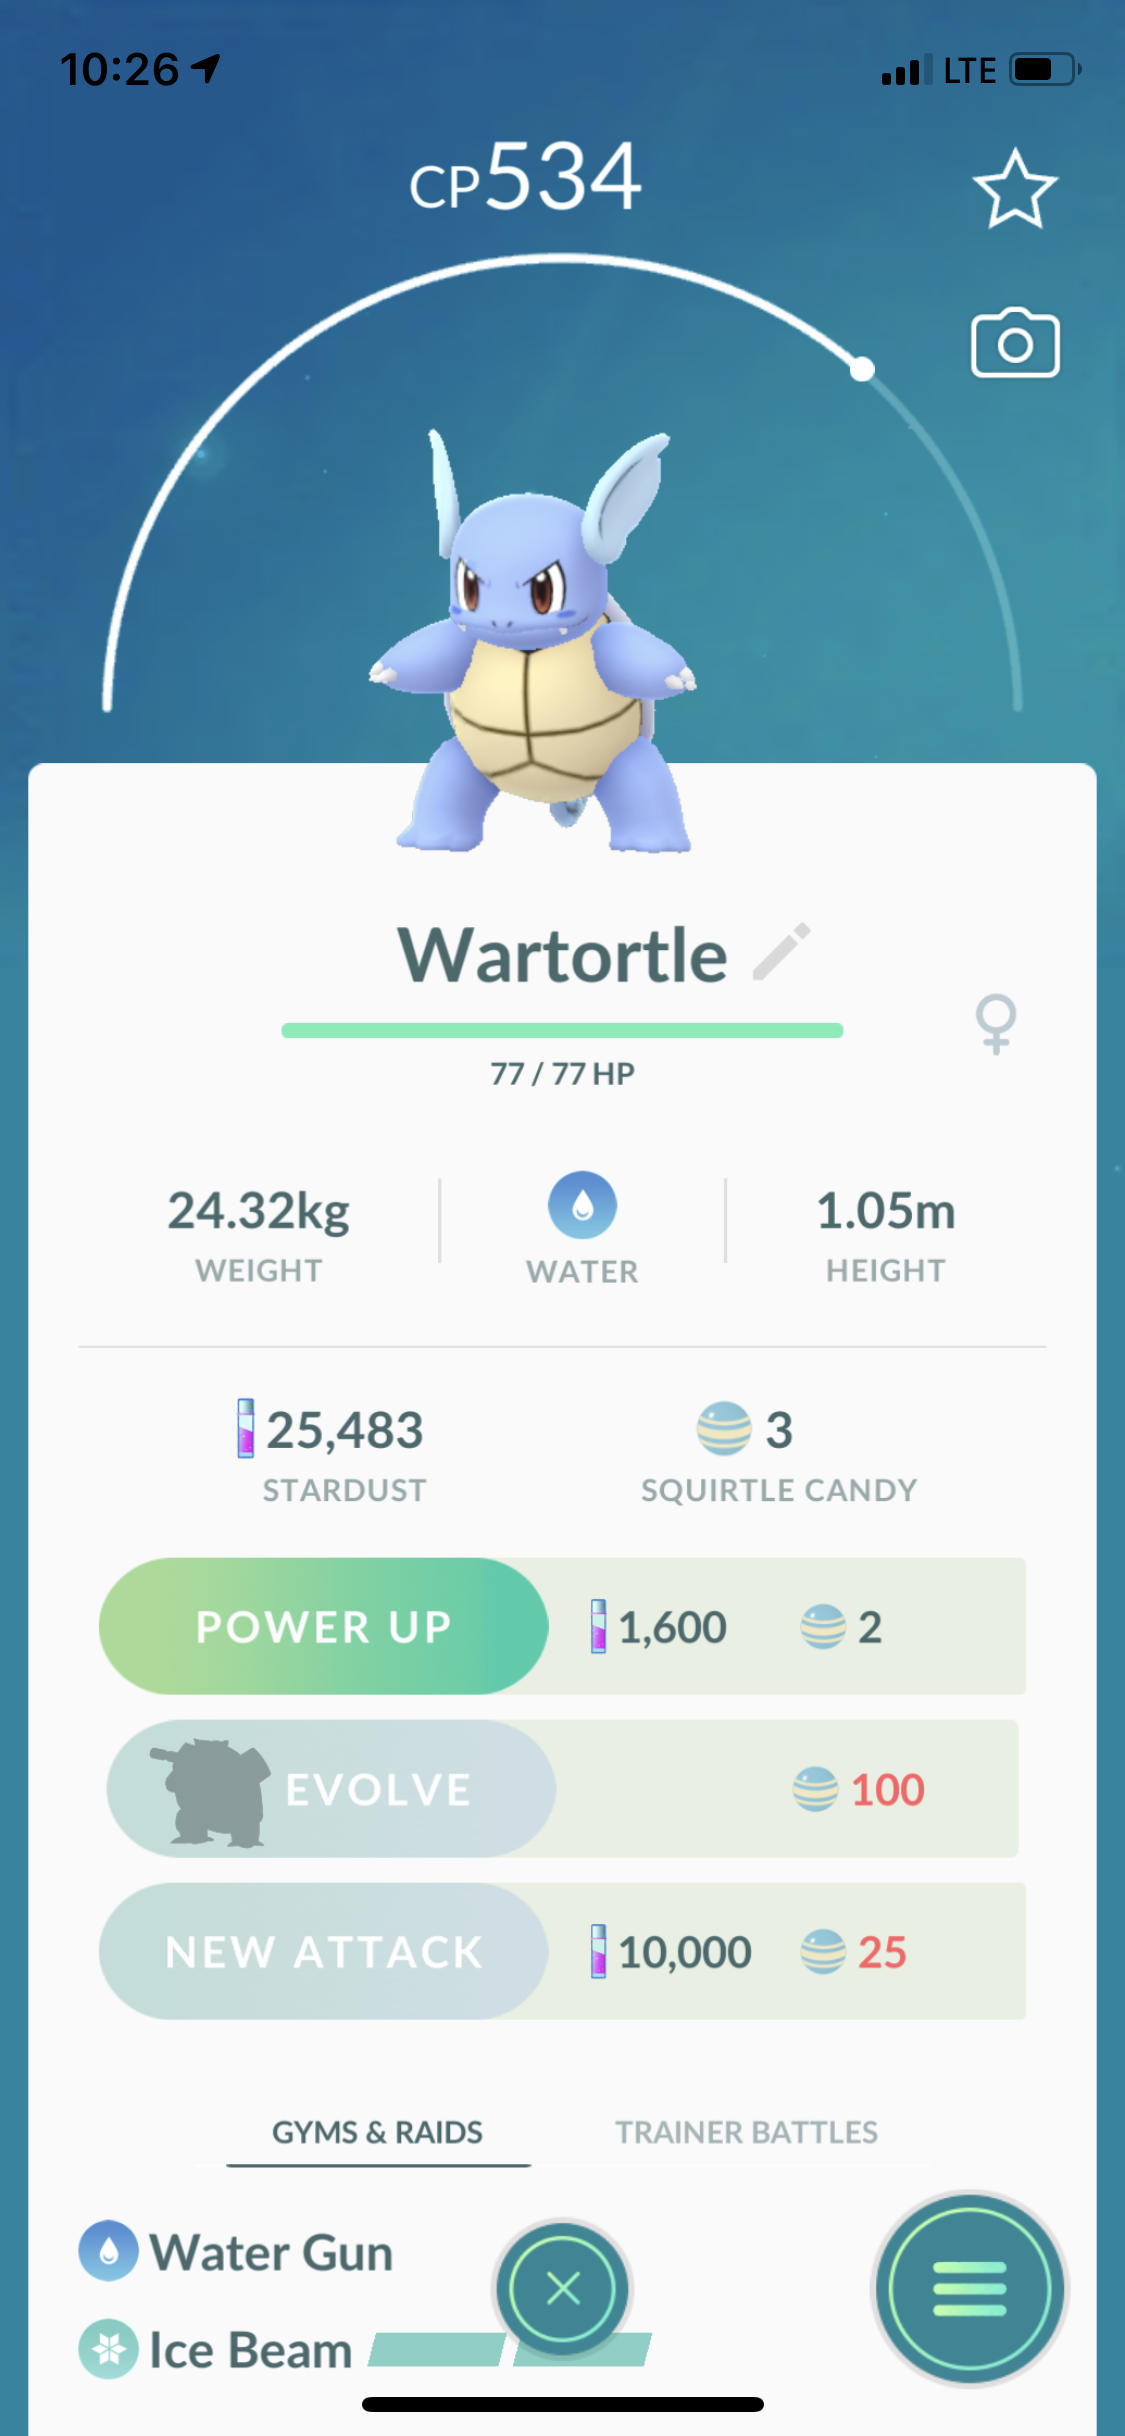 10:26 LTE
CP534
Wartortle
77 / 77 HP
24.32kg 1.05m
WEIGHT WATER HEIGHT
25,483 3
STARDUST SQUIRTLE CANDY
POWER UP 1,600 2
EVOLVE 100
NEW ATTACK 10,000 25
GYMS & RAIDS TRAINER BATTLES
Water Gun
Ice Beam